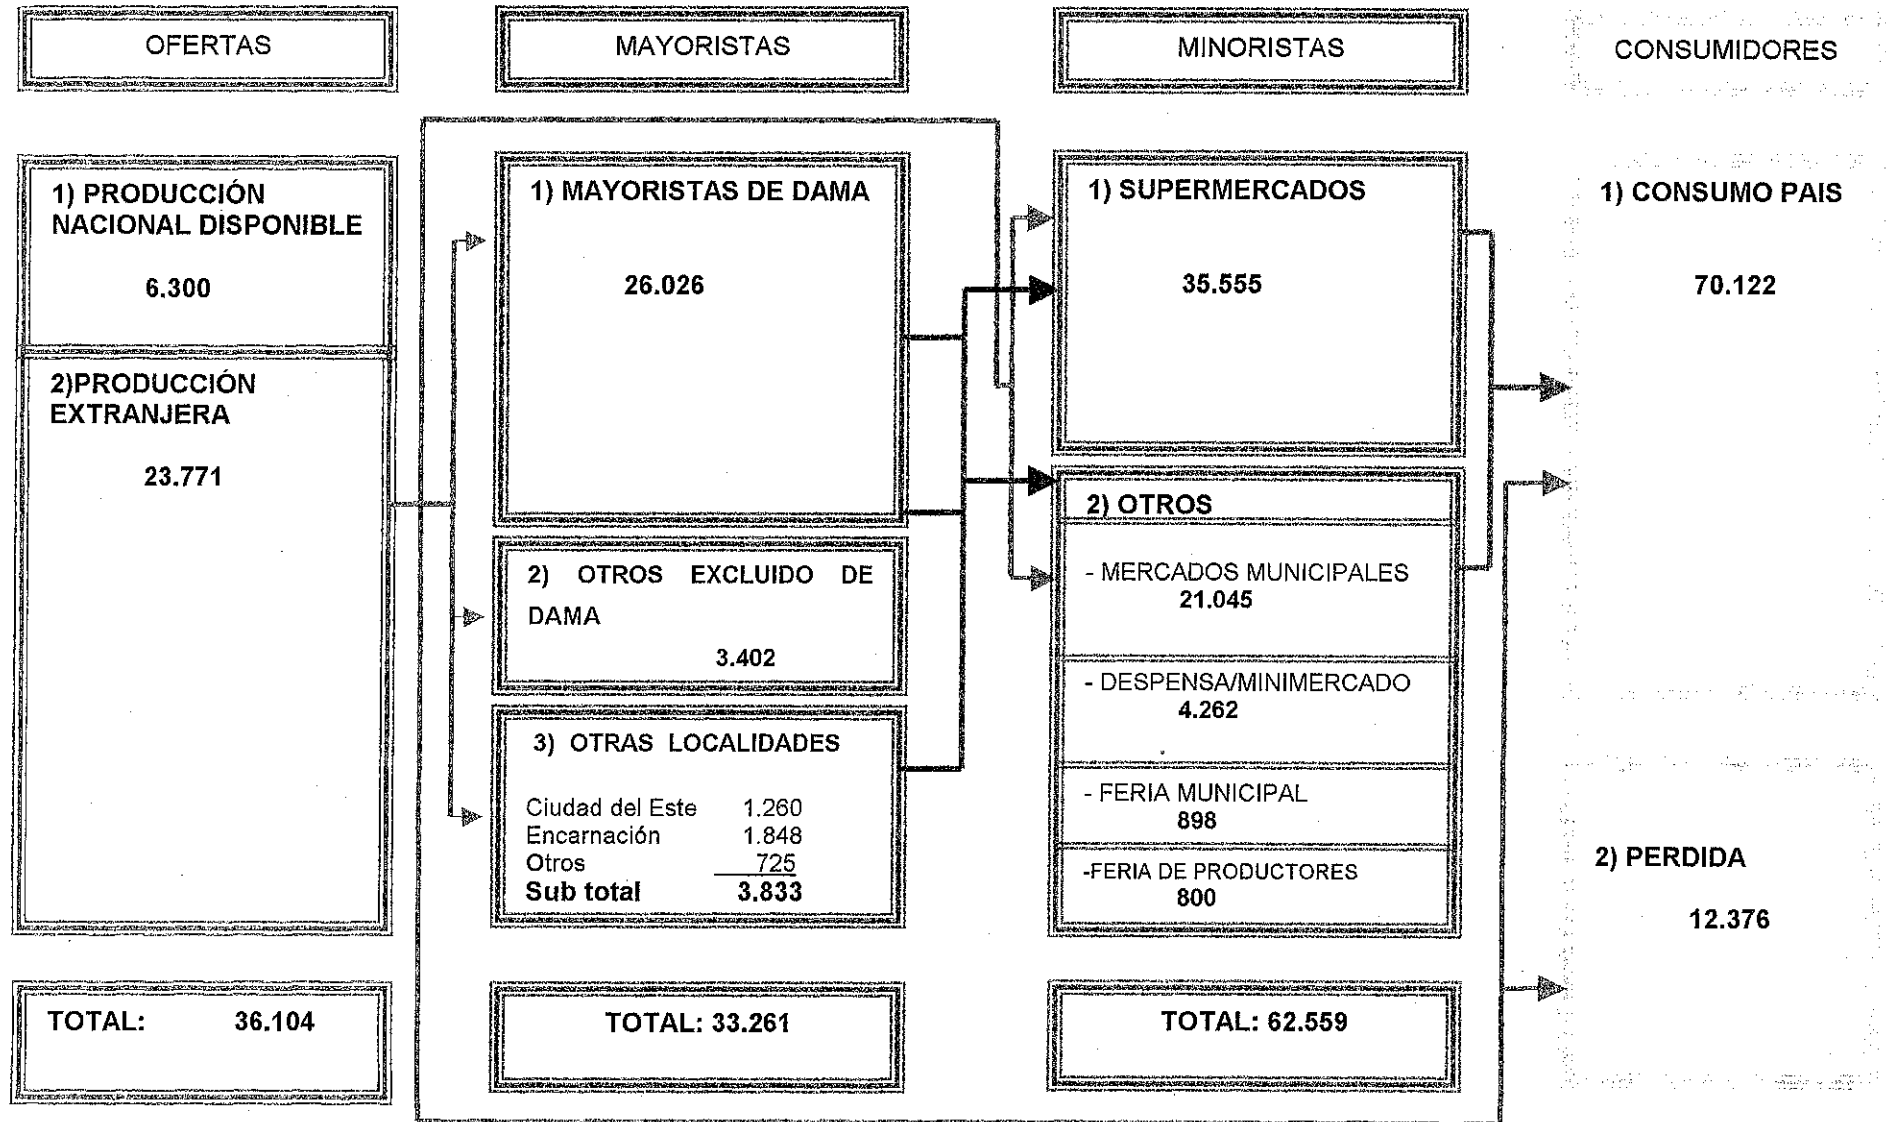 OFERTAS
MAYORISTAS
MINORISTAS
CONSUMIDORES
1) PRODUCCIÓN
NACIONAL DISPONIBLE
6.300
2)PRODUCCIÓN
EXTRANJERA
23.771
TOTAL: 36.104
1) MAYORISTAS DE DAMA
26.026
2) OTROS EXCLUIDO DE
DAMA
3.402
3) OTRAS LOCALIDADES
Ciudad del Este 1.260
Encarnación 1.848
Otros 725
Sub total 3.833
TOTAL: 33.261
1) SUPERMERCADOS
35.555
2) OTROS
- MERCADOS MUNICIPALES
21.045
- DESPENSA/MINIMERCADO
4.262
- FERIA MUNICIPAL
898
-FERIA DE PRODUCTORES
800
TOTAL: 62.559
1) CONSUMO PAIS
70.122
2) PERDIDA
12.376